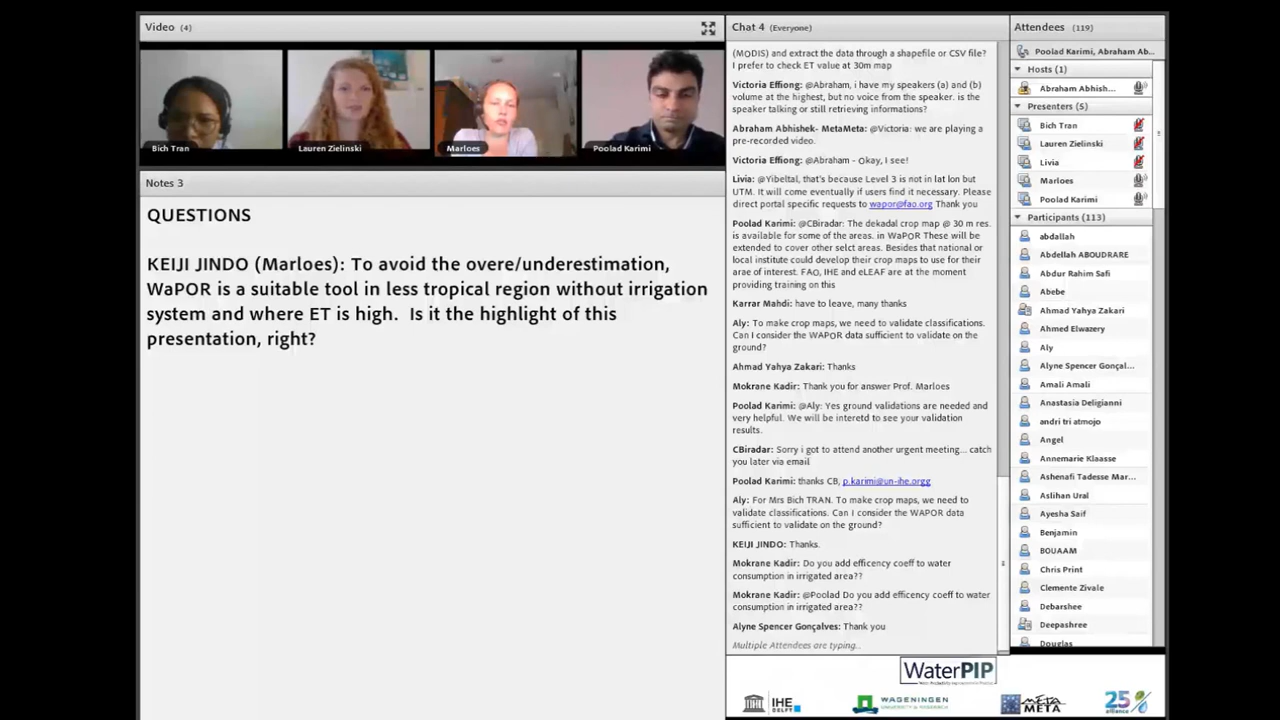 Video (4)
Bich Tran
Lauren Zielinski
Marloes
Poolad Karimi
Notes 3
QUESTIONS
KEIJI JINDO (Marloes): To avoid the overe/underestimation,
WaPOR is a suitable tool in less tropical region without irrigation
system and where ET is high. Is it the highlight of this
presentation, right?
Chat 4 (Everyone)
(MODIS) and extract the data through a shapefile or CSV file?
I prefer to check ET value at 30m map
Victoria Effiong: @Abraham, i have my speakers (a) and (b)
volume at the highest, but no voice from the speaker. is the
speaker talking or still retrieving informations?
Abraham Abhishek- MetaMeta: @Victoria: we are playing a
pre-recorded video.
Victoria Effiong: @Abraham - Okay, I see!
Livia: @Yibeltal, that's because Level 3 is not in lat lon but
UTM. It will come eventually if users find it necessary. Please
direct portal specific requests to wapor@fao.org Thank you
Poolad Karimi: @CBiradar: The dekadal crop map @ 30 m res.
is available for some of the areas. in WaPOR These will be
extended to cover other selct areas. Besides that national or
local institute could develop their crop maps to use for their
arae of interest. FAO, IHE and eLEAF are at the moment
providing training on this
Karrar Mahdi: have to leave, many thanks
Aly: To make crop maps, we need to validate classifications.
Can I consider the WAPOR data sufficient to validate on the
ground?
Ahmad Yahya Zakari: Thanks
Mokrane Kadir: Thank you for answer Prof. Marloes
Poolad Karimi: @Aly: Yes ground validations are needed and
very helpful. We will be interetd to see your validation
results.
CBiradar: Sorry i got to attend another urgent meeting... catch
you later via email
Poolad Karimi: thanks CB, p.karimi@un-ihe.orgg
Aly: For Mrs Bich TRAN. To make crop maps, we need to
validate classifications. Can I consider the WAPOR data
sufficient to validate on the ground?
KEIJI JINDO: Thanks.
Mokrane Kadir: Do you add efficency coeff to water
consumption in irrigated area??
Mokrane Kadir: @Poolad Do you add efficency coeff to water
consumption in irrigated area??
Alyne Spencer Gonçalves: Thank you
Multiple Attendees are typing..
Attendees (119)
Poolad Karimi, Abraham Ab...
Hosts (1)
Abraham Abhish...
Presenters (5)
Bich Tran
Lauren Zielinski
Livia
Marloes
Poolad Karimi
Participants (113)
abdallah
Abdellah ABOUDRARE
Abdur Rahim Safi
Abebe
Ahmad Yahya Zakari
Ahmed Elwazery
Aly
Alyne Spencer Gonçal...
Amali Amali
Anastasia Deligianni
andri tri atmojo
Angel
Annemarie Klaasse
Ashenafi Tadesse Mar...
Aslihan Ural
Ayesha Saif
Benjamin
BOUAAM
Chris Print
Clemente Zivale
Debarshee
Deepashree
Douglas
WaterPIP
IHE
DELFT
WAGENINGEN
META
META
25
alliance